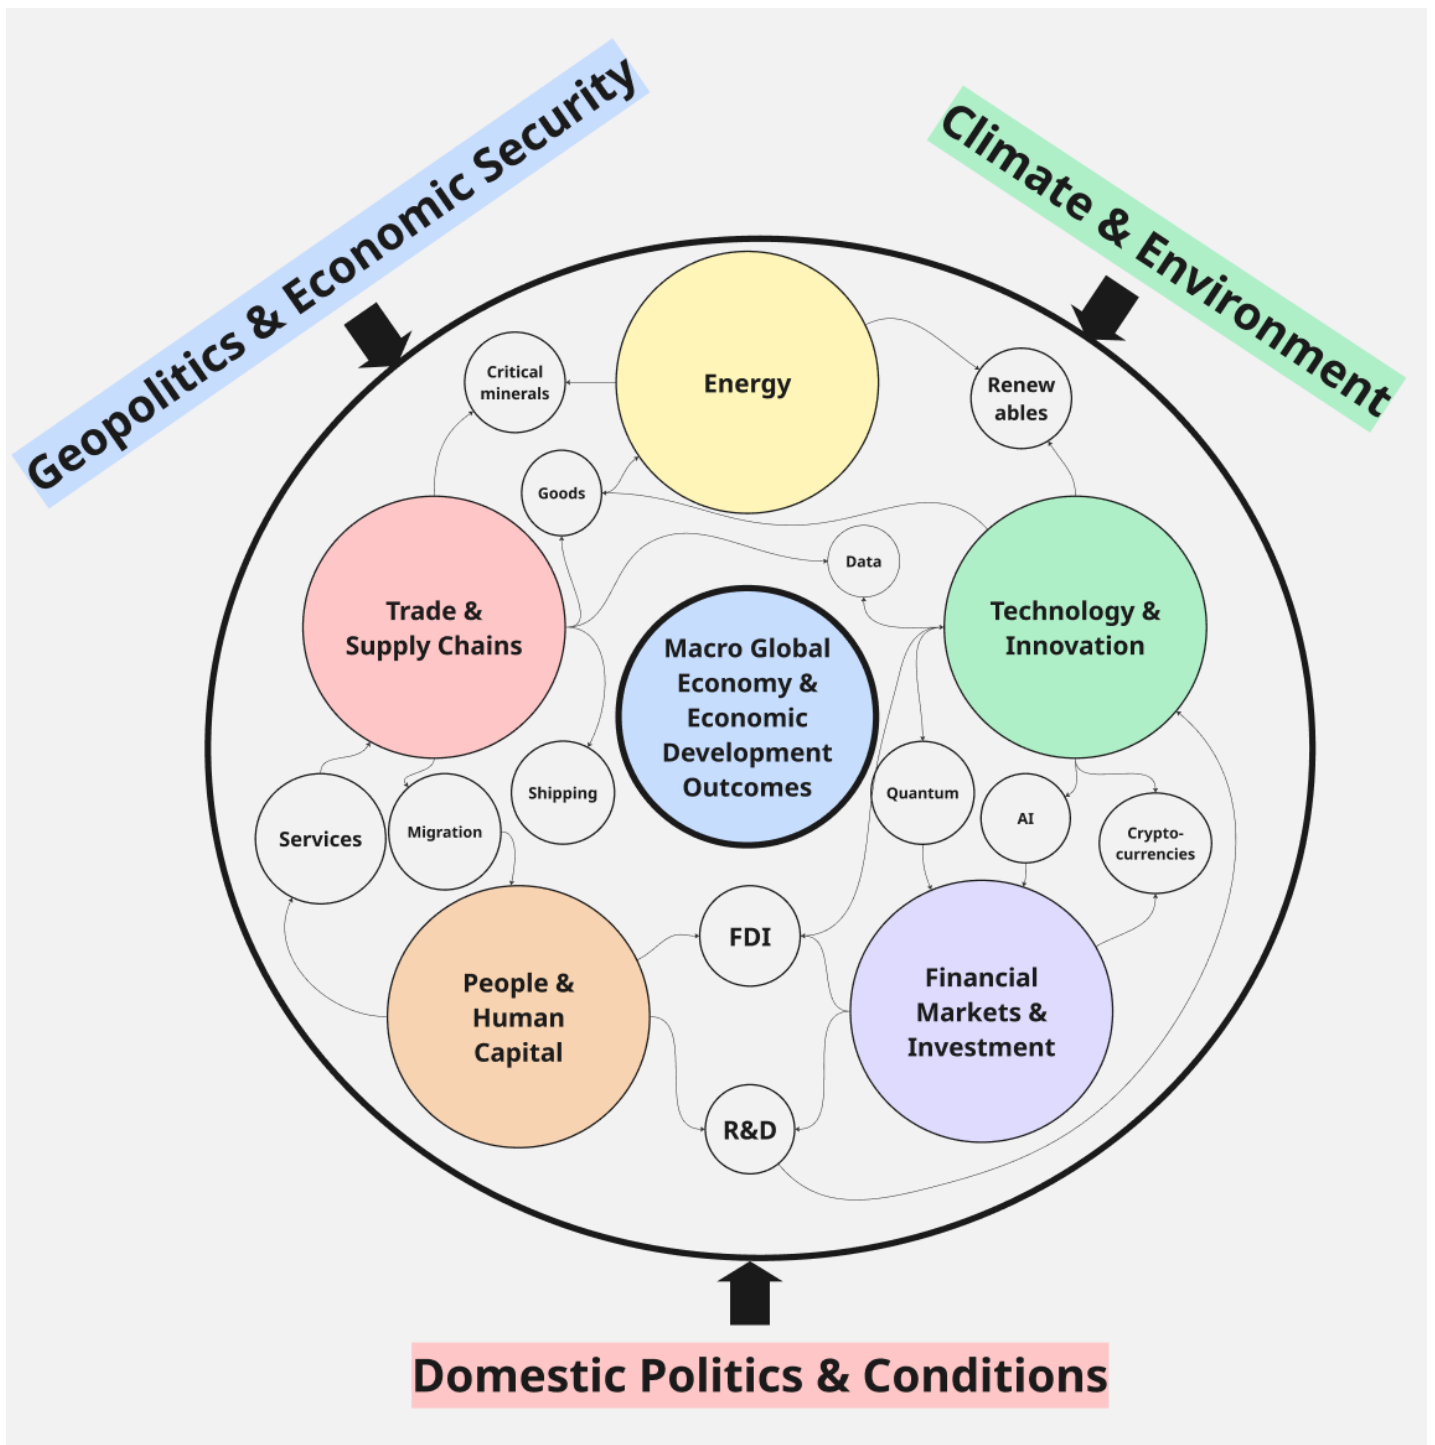 Geopolitics & Economic Security
Climate & Environment
Energy
Critical
minerals
Renew
ables
Goods
Data
Trade &
Supply Chains
Technology &
Innovation
Macro Global
Economy &
Economic
Development
Outcomes
Shipping
Quantum
AI
Crypto-
currencies
Services
Migration
FDI
People &
Human
Capital
Financial
Markets &
Investment
R&D
Domestic Politics & Conditions